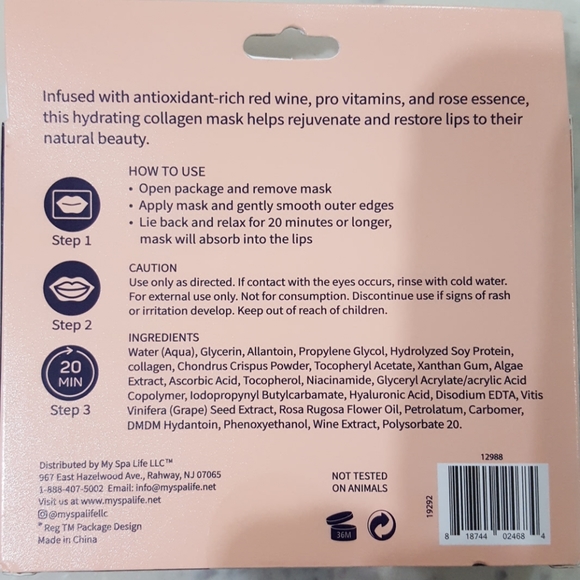 Infused with antioxidant-rich red wine, pro vitamins, and rose essence,
this hydrating collagen mask helps rejuvenate and restore lips to their
natural beauty.
HOW TO USE
• Open package and remove mask
• Apply mask and gently smooth outer edges
• Lie back and relax for 20 minutes or longer,
mask will absorb into the lips
Step 1
CAUTION
Use only as directed. If contact with the eyes occurs, rinse with cold water.
For external use only. Not for consumption. Discontinue use if signs of rash
or irritation develop. Keep out of reach of children.
Step 2
INGREDIENTS
Water (Aqua), Glycerin, Allantoin, Propylene Glycol, Hydrolyzed Soy Protein,
collagen, Chondrus Crispus Powder, Tocopheryl Acetate, Xanthan Gum, Algae
Extract, Ascorbic Acid, Tocopherol, Niacinamide, Glyceryl Acrylate/acrylic Acid
Copolymer, Iodopropynyl Butylcarbamate, Hyaluronic Acid, Disodium EDTA, Vitis
Vinifera (Grape) Seed Extract, Rosa Rugosa Flower Oil, Petrolatum, Carbomer,
DMDM Hydantoin, Phenoxyethanol, Wine Extract, Polysorbate 20.
20
MIN
Step 3
Distributed by My Spa Life LLC™
967 East Hazelwood Ave., Rahway, NJ 07065
1-888-407-5002 Email: info@myspalife.net
Visit us at www.myspalife.net
@myspalifellc
® Reg TM Package Design
Made in China
NOT TESTED
ON ANIMALS
36M
19292
12988
8 18744 02468 4